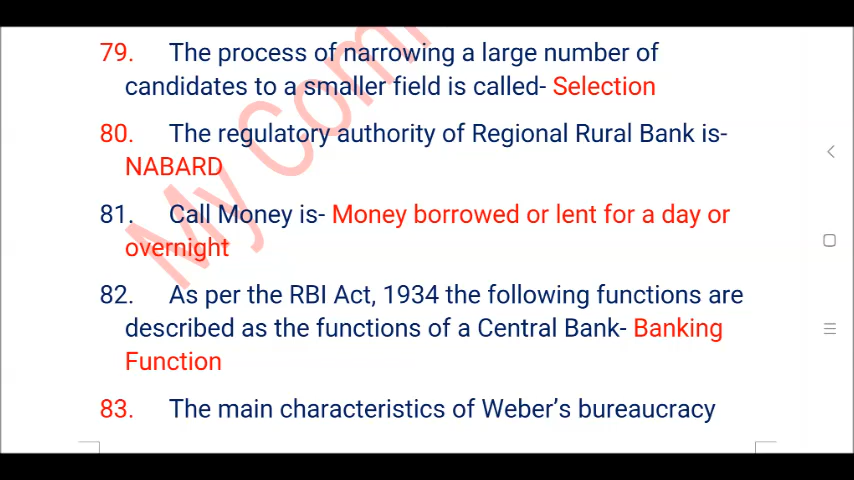 79. The process of narrowing a large number of
candidates to a smaller field is called- Selection
80. The regulatory authority of Regional Rural Bank is-
NABARD
81. Call Money is- Money borrowed or lent for a day or
overnight
82. As per the RBI Act, 1934 the following functions are
described as the functions of a Central Bank- Banking
Function
83. The main characteristics of Weber’s bureaucracy
My Com